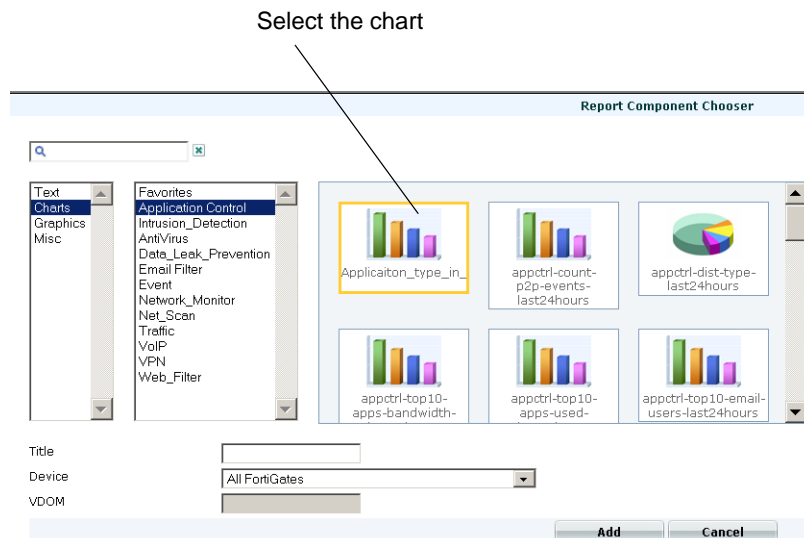 Select the chart
Report Component Chooser
Text
Charts
Graphics
Misc
Favorites
Application Control
Intrusion_Detection
AntiVirus
Data_Leak_Prevention
Email Filter
Event
Network_Monitor
Net_Scan
Traffic
VoIP
VPN
Web_Filter
Applicaiton_type_in_
appctrl-count-
p2p-events-
last24hours
appctrl-dist-type-
last24hours
appctrl-top10-
apps-bandwidth-
appctrl-top10-
apps-used-
appctrl-top10-email-
users-last24hours
Title
Device
All FortiGates
VDOM
Add
Cancel